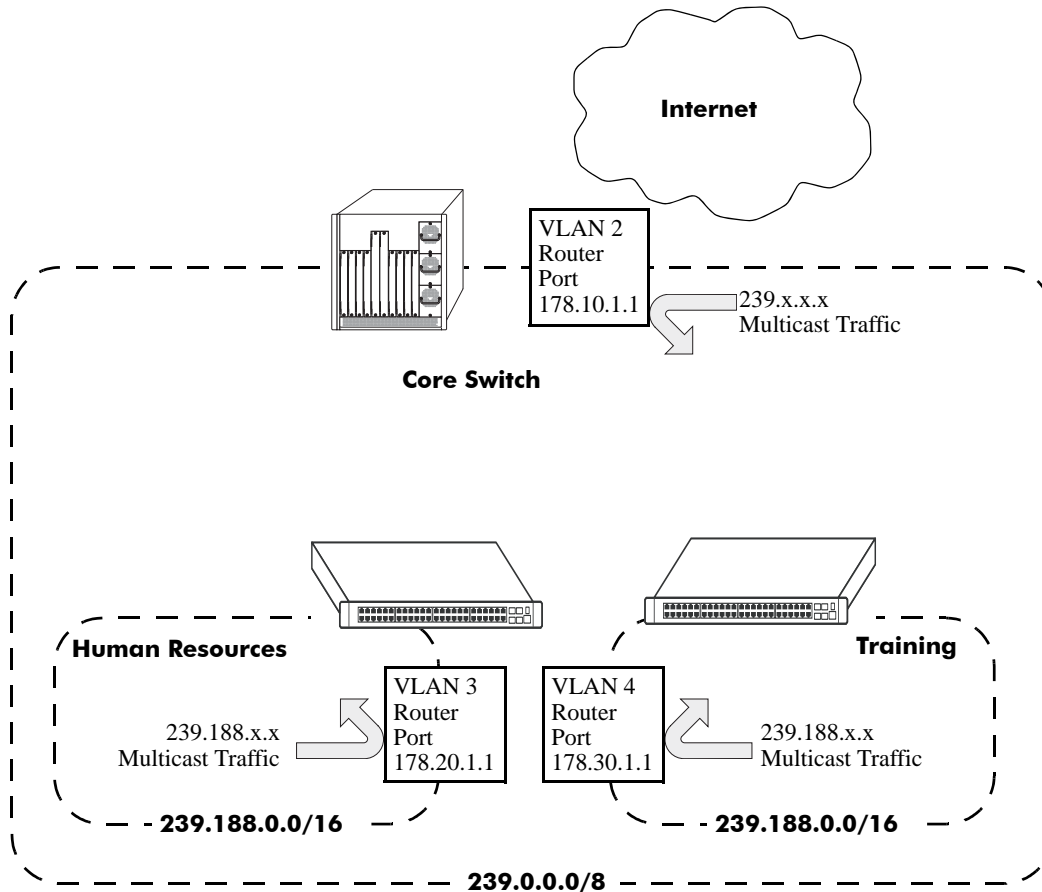 Internet
VLAN 2
Router
Port
178.10.1.1
239.x.x.x
Multicast Traffic
Core Switch
Human Resources
Training
VLAN 3
Router
Port
178.20.1.1
239.188.x.x
Multicast Traffic
VLAN 4
Router
Port
178.30.1.1
239.188.x.x
Multicast Traffic
239.188.0.0/16
239.188.0.0/16
239.0.0.0/8